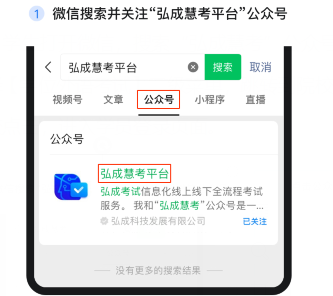 1 微信搜索并关注“弘成慧考平台”公众号
弘成慧考平台 搜索 取消
视频号 文章 公众号 小程序 直播
公众号
弘成慧考平台
弘成考试信息化线上线下全流程考试
服务。 我和“弘成慧考”公众号是一...
弘成科技发展有限公司 已关注
没有更多的搜索结果